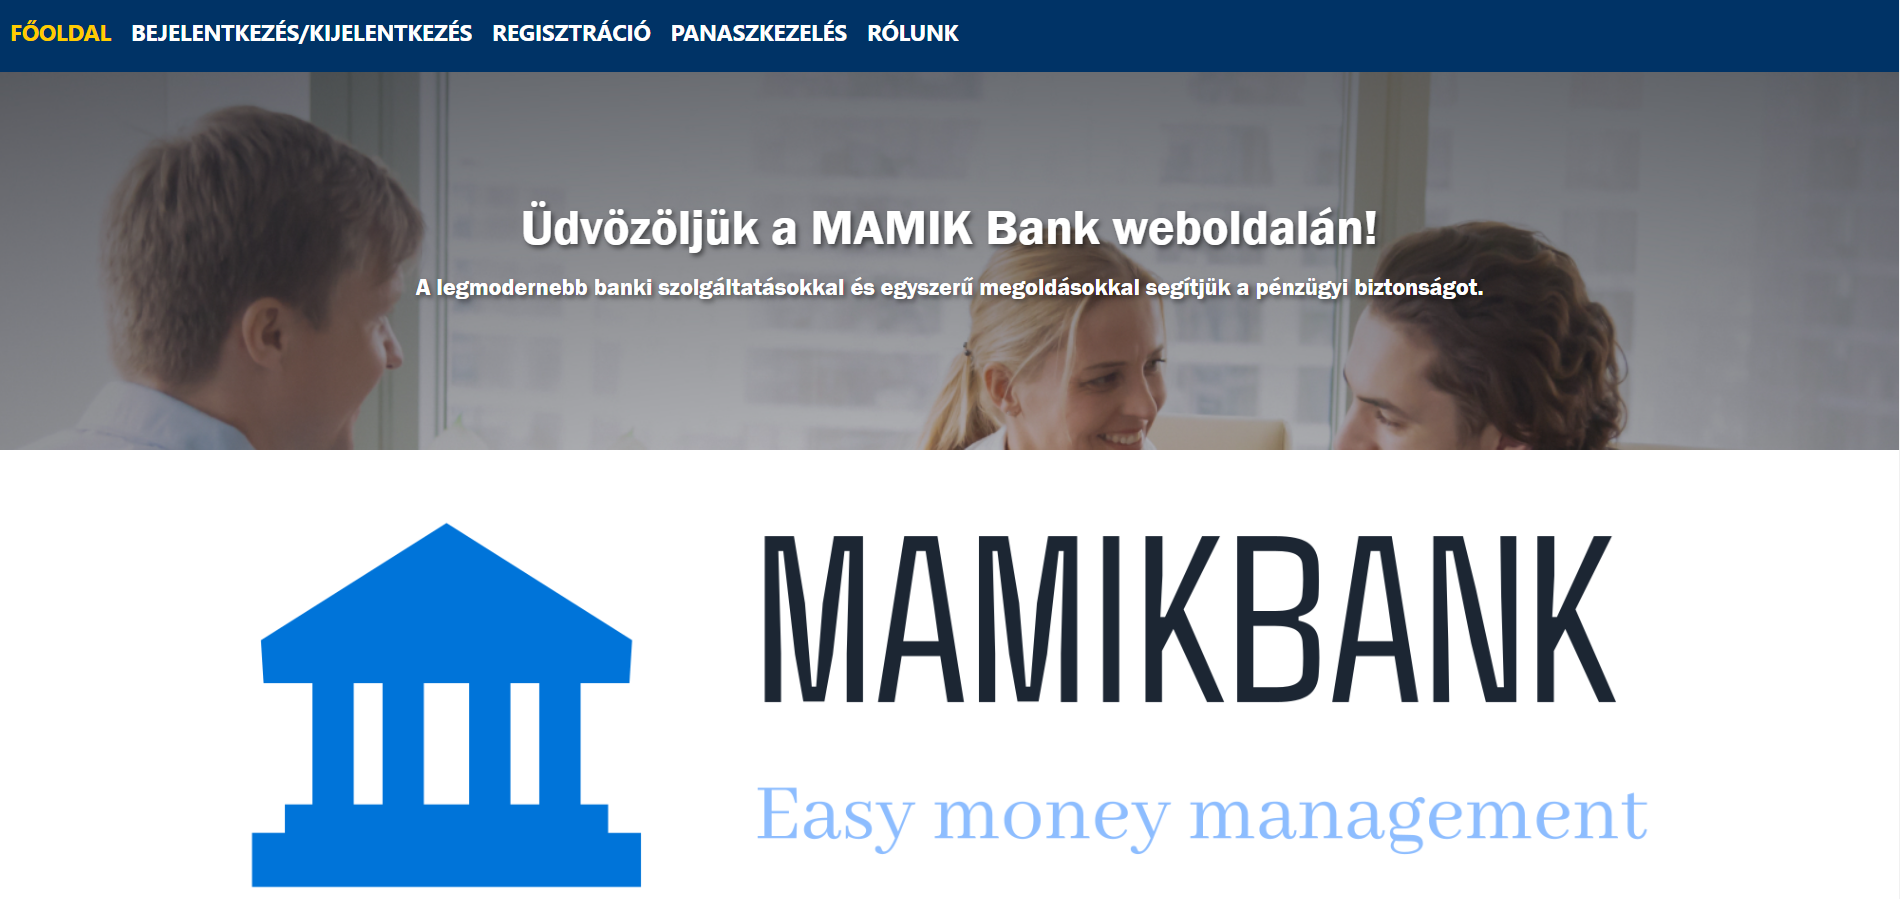 FŐOLDAL BEJELENTKEZÉS/KIJELENTKEZÉS REGISZTRÁCIÓ PANASZKEZELÉS RÓLUNK
Üdvözöljük a MAMIK Bank weboldalán!
A legmodernebb banki szolgáltatásokkal és egyszerű megoldásokkal segítjük a pénzügyi biztonságot.
MAMIKBANK
Easy money management